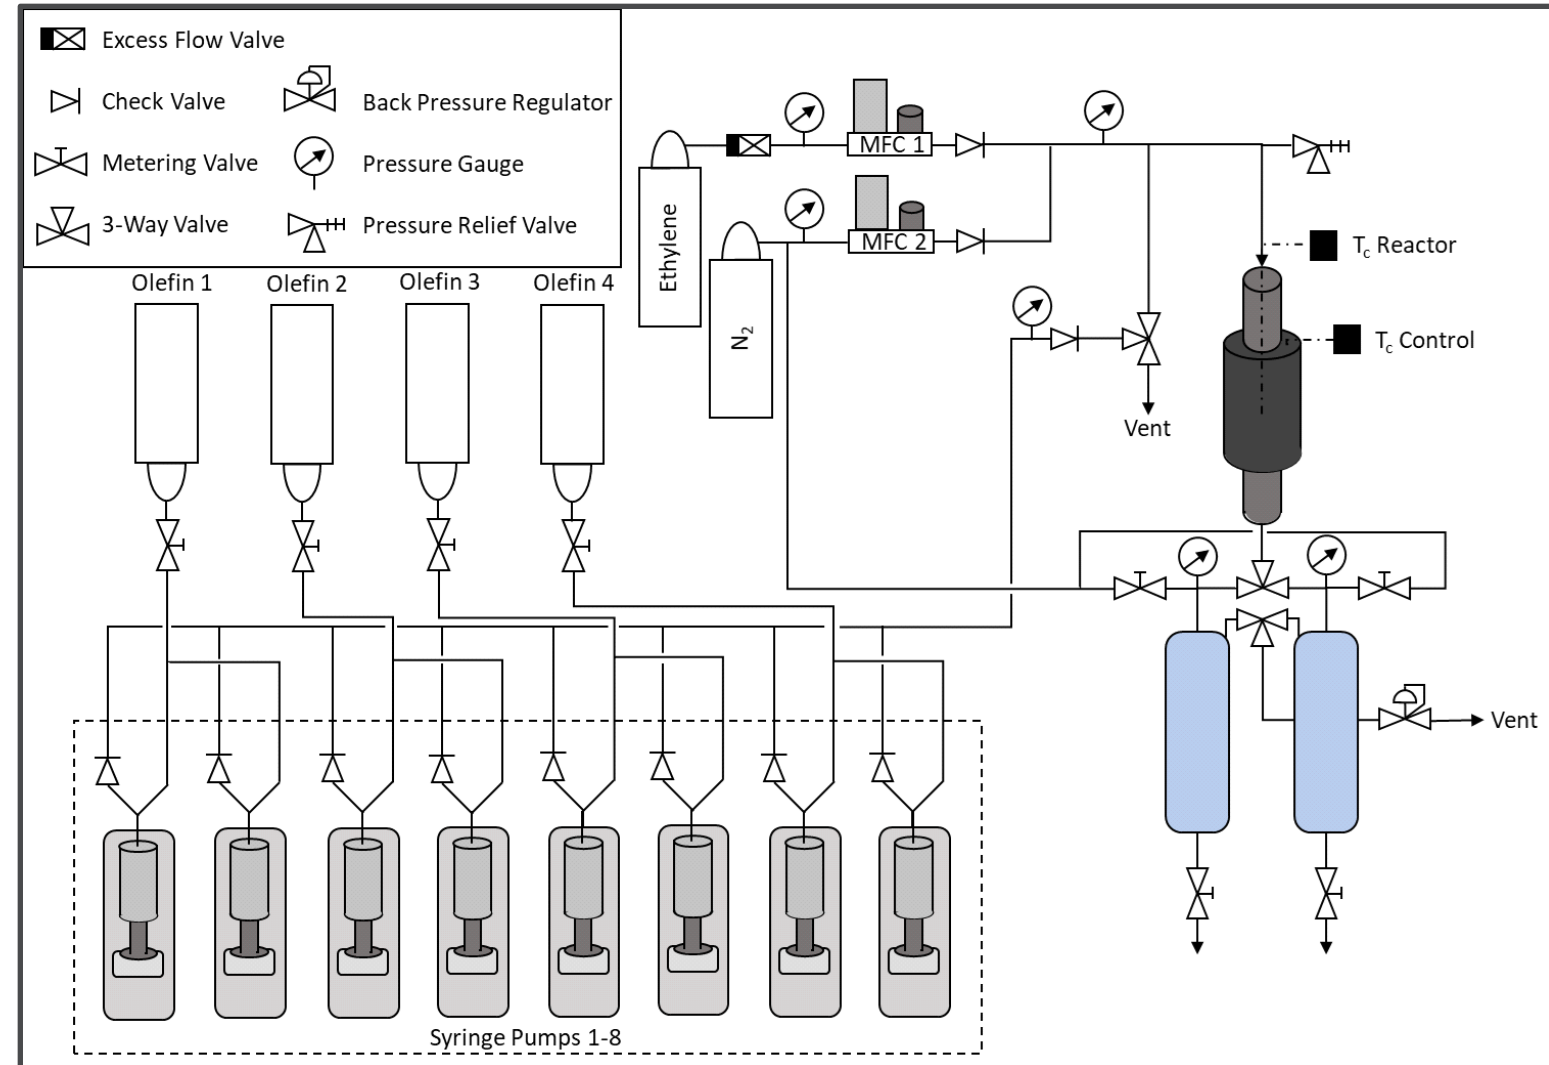 Excess Flow Valve
Check Valve
Back Pressure Regulator
Metering Valve
Pressure Gauge
3-Way Valve
Pressure Relief Valve
Olefin 1
Olefin 2
Olefin 3
Olefin 4
Ethylene
N₂
MFC 1
MFC 2
Tc Reactor
Tc Control
Vent
Vent
Syringe Pumps 1-8